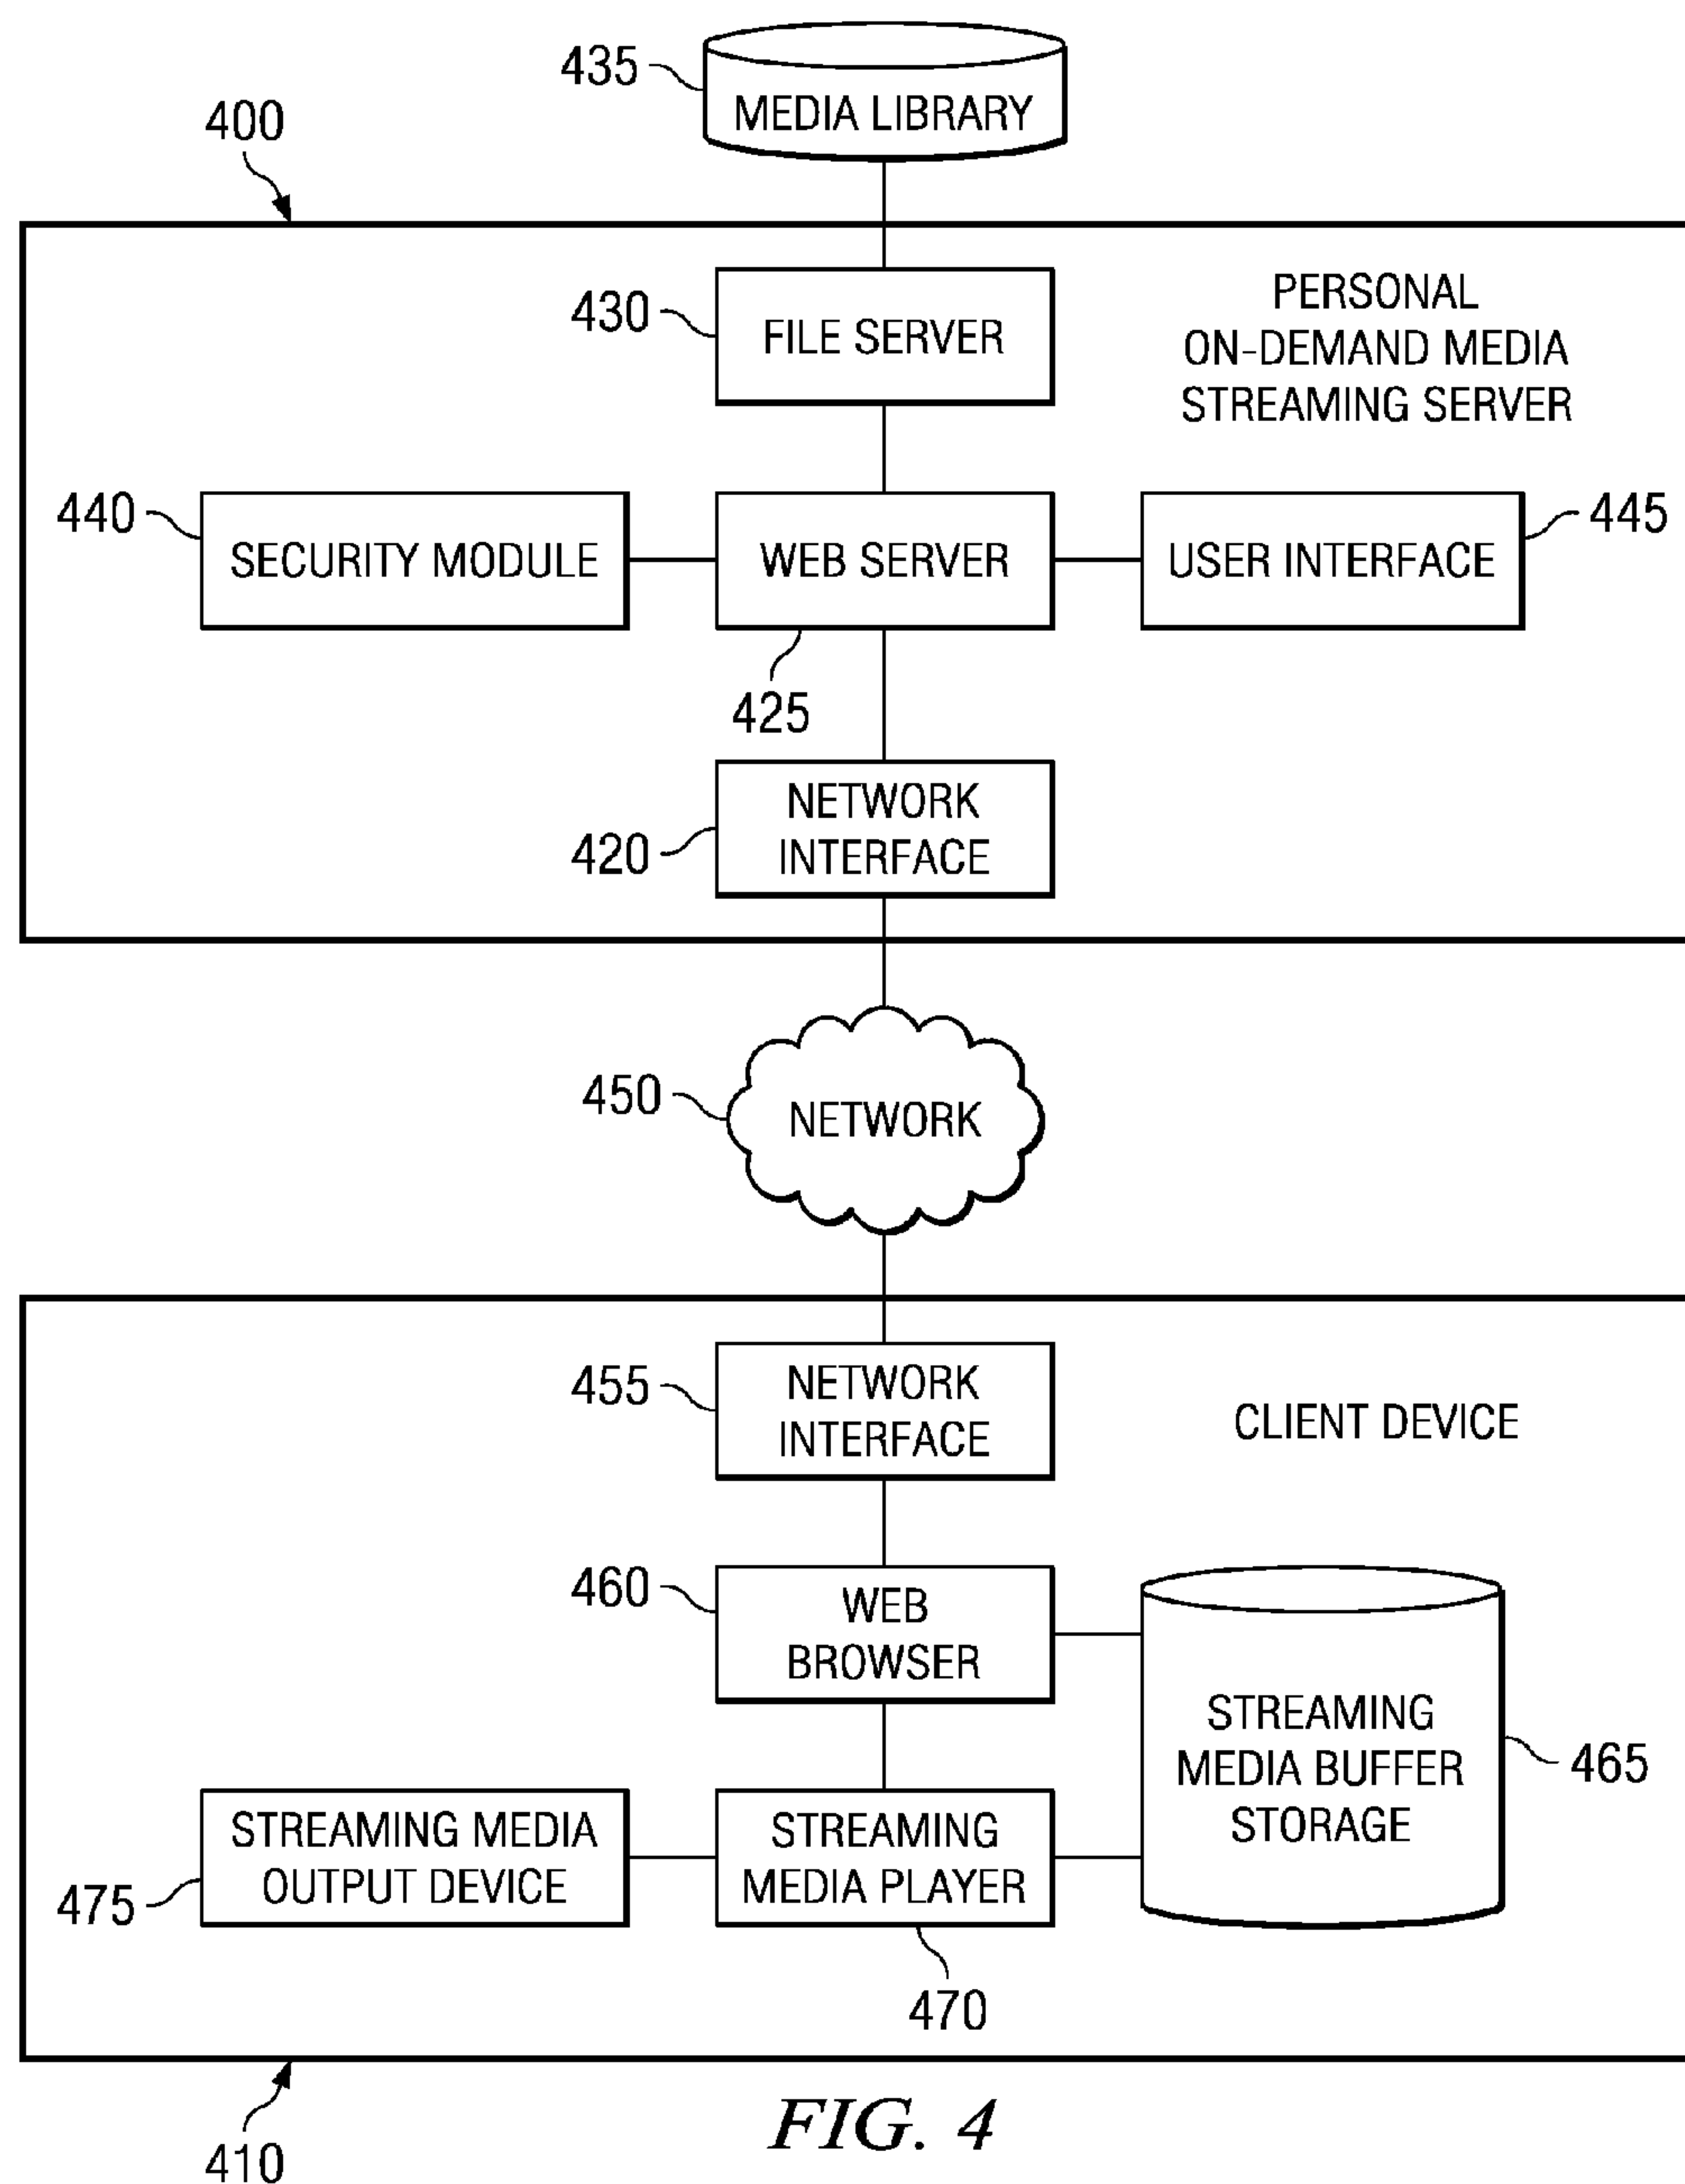 435
MEDIA LIBRARY
400
430
FILE SERVER
PERSONAL
ON-DEMAND MEDIA
STREAMING SERVER
440
SECURITY MODULE
WEB SERVER
USER INTERFACE
445
425
420
NETWORK
INTERFACE
450
NETWORK
455
NETWORK
INTERFACE
CLIENT DEVICE
460
WEB
BROWSER
STREAMING
MEDIA BUFFER
STORAGE
465
STREAMING MEDIA
OUTPUT DEVICE
475
STREAMING
MEDIA PLAYER
470
410
FIG. 4